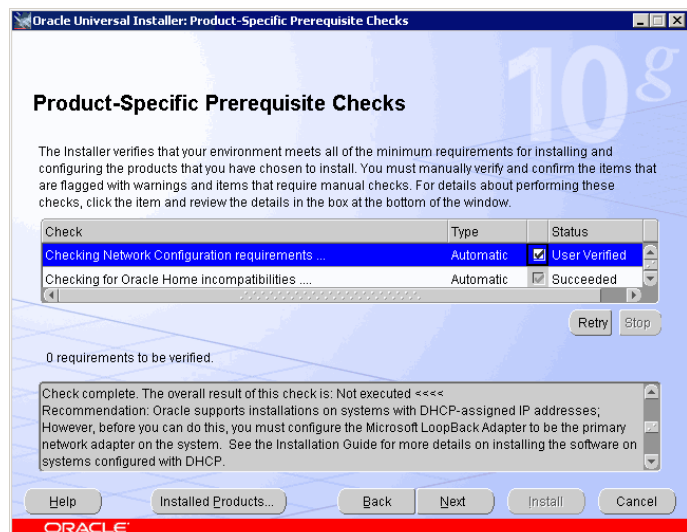 Oracle Universal Installer: Product-Specific Prerequisite Checks
10g
Product-Specific Prerequisite Checks
The Installer verifies that your environment meets all of the minimum requirements for installing and
configuring the products that you have chosen to install. You must manually verify and confirm the items that
are flagged with warnings and items that require manual checks. For details about performing these
checks, click the item and review the details in the box at the bottom of the window.
Check Type Status
Checking Network Configuration requirements ... Automatic User Verified
Checking for Oracle Home incompatibilities .... Automatic Succeeded
Retry Stop
0 requirements to be verified.
Check complete. The overall result of this check is: Not executed <<<<
Recommendation: Oracle supports installations on systems with DHCP-assigned IP addresses;
However, before you can do this, you must configure the Microsoft LoopBack Adapter to be the primary
network adapter on the system. See the Installation Guide for more details on installing the software on
systems configured with DHCP.
Help Installed Products... Back Next Install Cancel
ORACLE